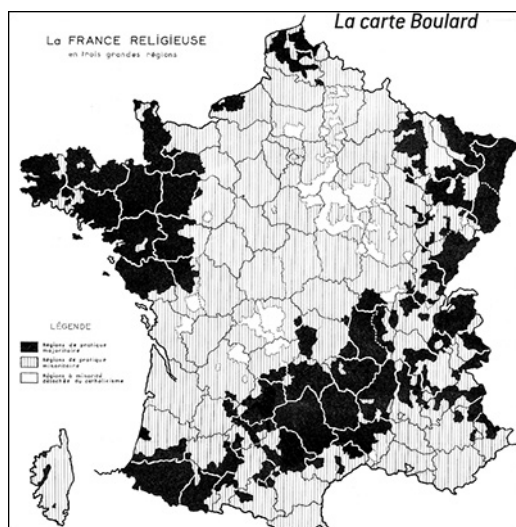 La carte Boulard
La FRANCE RELIGIEUSE
en trois grandes régions
LÉGENDE
Régions de pratique
majoritaire
Régions de pratique
minoritaire
Régions à minorité
détachée du catholicisme